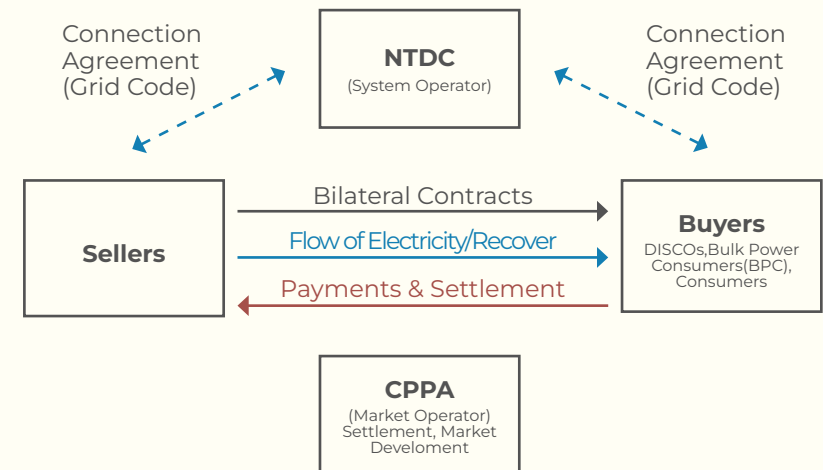 Connection
Agreement
(Grid Code)
NTDC
(System Operator)
Connection
Agreement
(Grid Code)
Sellers
Bilateral Contracts
Flow of Electricity/Recover
Payments & Settlement
Buyers
DISCOs,Bulk Power
Consumers(BPC),
Consumers
CPPA
(Market Operator)
Settlement, Market
Develoment